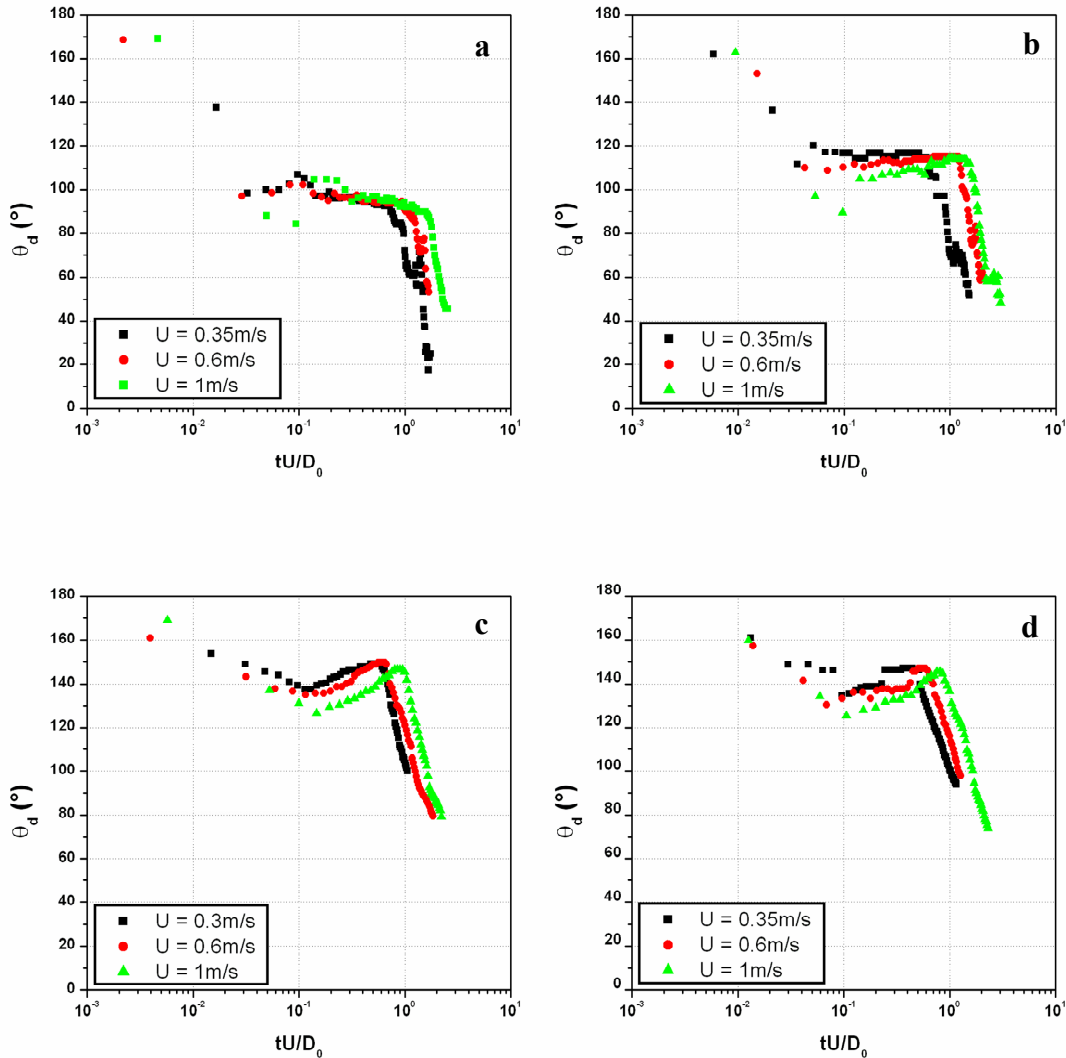 a
180
160
140
120
100
80
60
40
20
0
θd (°)
U = 0.35m/s
U = 0.6m/s
U = 1m/s
10-3 10-2 10-1 100 101
tU/D0
b
180
160
140
120
100
80
60
40
20
0
θd (°)
U = 0.35m/s
U = 0.6m/s
U = 1m/s
10-3 10-2 10-1 100 101
tU/D0
c
180
160
140
120
100
80
60
40
20
0
θd (°)
U = 0.3m/s
U = 0.6m/s
U = 1m/s
10-3 10-2 10-1 100 101
tU/D0
d
180
160
140
120
100
80
60
40
20
0
θd (°)
U = 0.35m/s
U = 0.6m/s
U = 1m/s
10-3 10-2 10-1 100 101
tU/D0